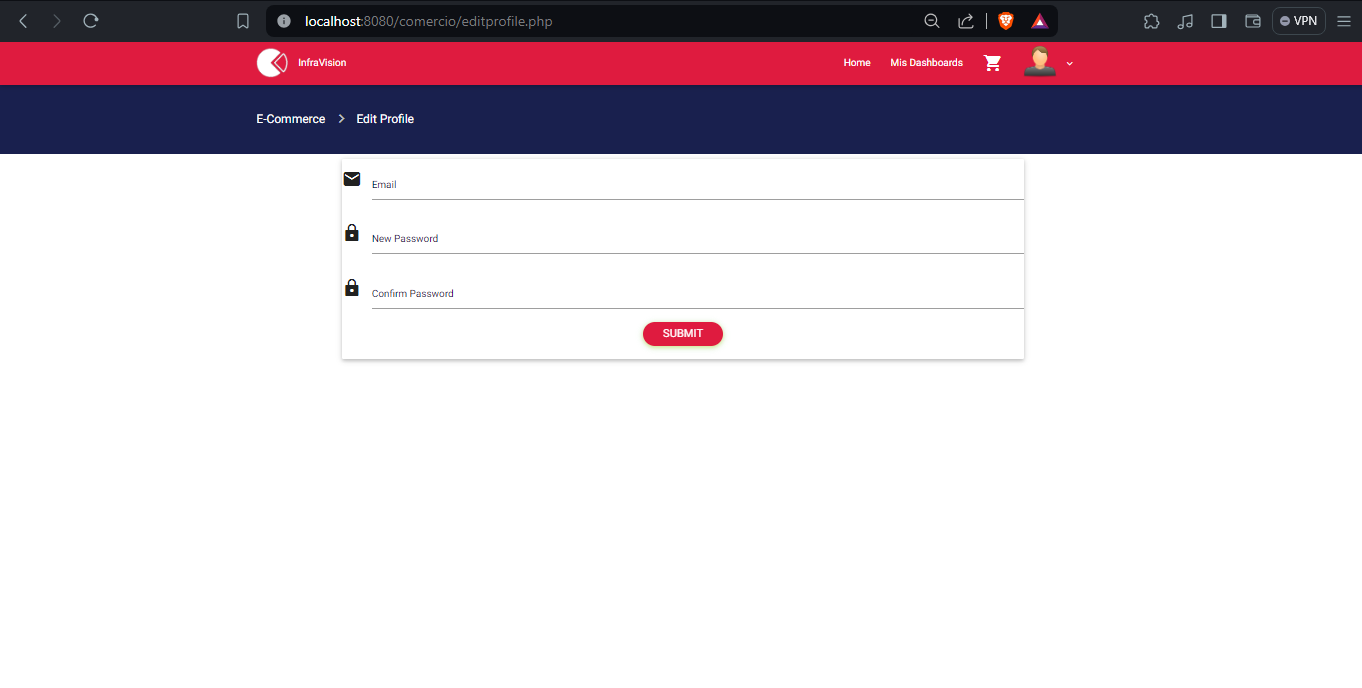 localhost:8080/comercio/editprofile.php
VPN
InfraVision
Home
Mis Dashboards
E-Commerce
Edit Profile
Email
New Password
Confirm Password
SUBMIT